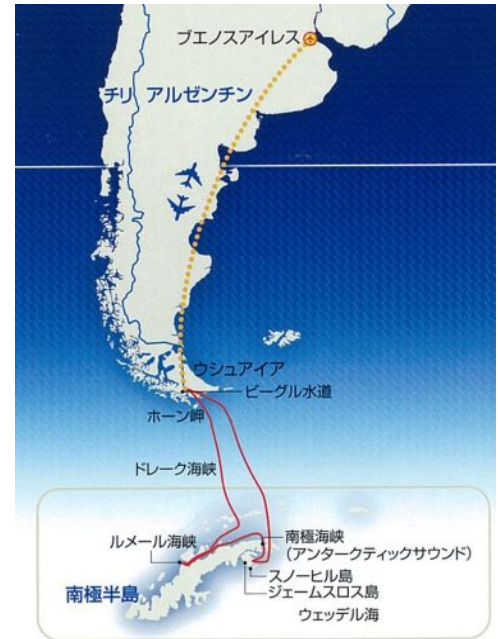 ブエノスアイレス
チリ アルゼンチン
ウシュアイア
ビーグル水道
ホーン岬
ドレーク海峡
ルメール海峡
南極海峡
(アンタークティックサウンド)
スノーヒル島
ジェームスロス島
南極半島
ウェッデル海